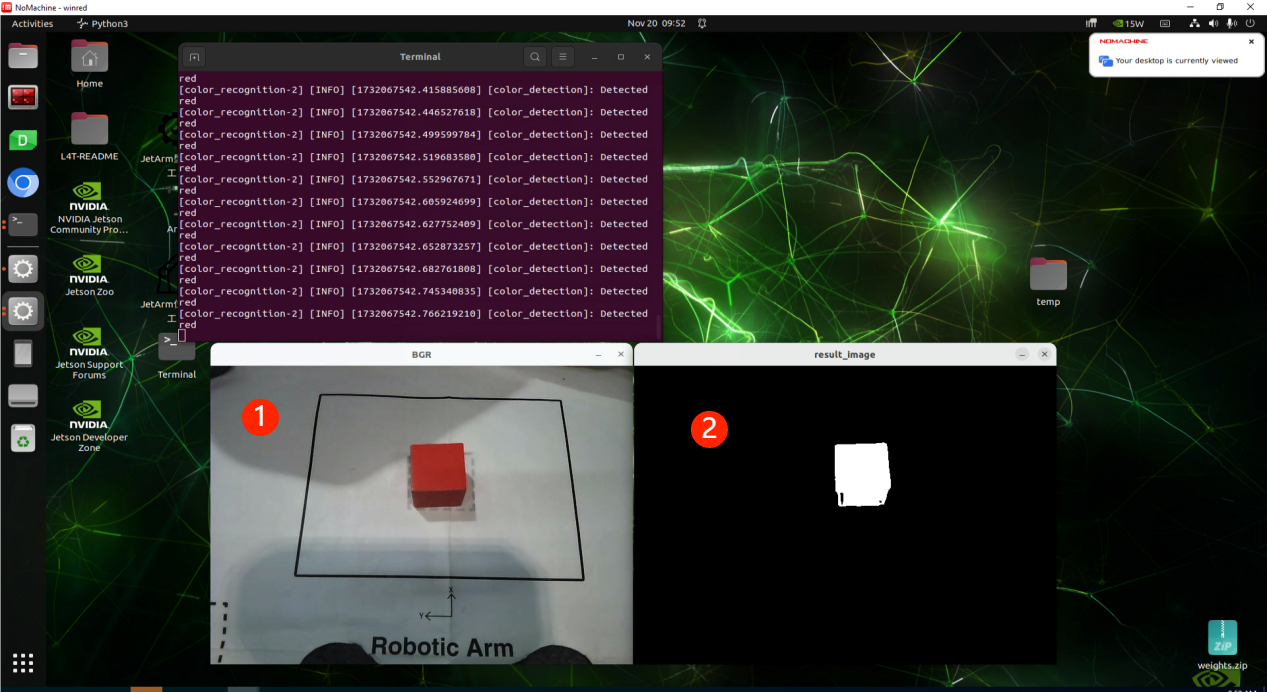 NoMachine - winred
Activities
Python3
Nov 20 09:52
15W
NOMACHINE
Your desktop is currently viewed
Home
L4T-README
JetArm
NVIDIA.
NVIDIA Jetson
Community Pro...
NVIDIA.
Jetson Zoo
JetArm
NVIDIA.
Jetson Support
Forums
Terminal
NVIDIA.
Jetson Developer
Zone
Terminal
red
[color_recognition-2] [INFO] [1732067542.415885608] [color_detection]: Detected
red
[color_recognition-2] [INFO] [1732067542.446527618] [color_detection]: Detected
red
[color_recognition-2] [INFO] [1732067542.499599784] [color_detection]: Detected
red
[color_recognition-2] [INFO] [1732067542.519683580] [color_detection]: Detected
red
[color_recognition-2] [INFO] [1732067542.552967671] [color_detection]: Detected
red
[color_recognition-2] [INFO] [1732067542.605924699] [color_detection]: Detected
red
[color_recognition-2] [INFO] [1732067542.627752409] [color_detection]: Detected
red
[color_recognition-2] [INFO] [1732067542.652873257] [color_detection]: Detected
red
[color_recognition-2] [INFO] [1732067542.682761808] [color_detection]: Detected
red
[color_recognition-2] [INFO] [1732067542.745340835] [color_detection]: Detected
red
[color_recognition-2] [INFO] [1732067542.766219210] [color_detection]: Detected
red
BGR
1
X
Y
Robotic Arm
result_image
2
temp
ZIP
weights.zip